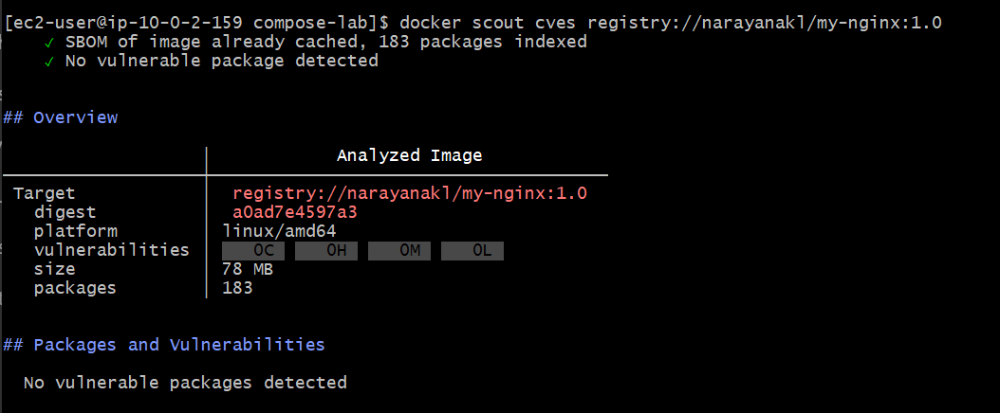 [ec2-user@ip-10-0-2-159 compose-lab]$ docker scout cves registry://narayanakl/my-nginx:1.0
✓ SBOM of image already cached, 183 packages indexed
✓ No vulnerable package detected
## Overview
│ Analyzed Image
Target │ registry://narayanakl/my-nginx:1.0
digest │ a0ad7e4597a3
platform │ linux/amd64
vulnerabilities │ 0C 0H 0M 0L
size │ 78 MB
packages │ 183
## Packages and Vulnerabilities
No vulnerable packages detected